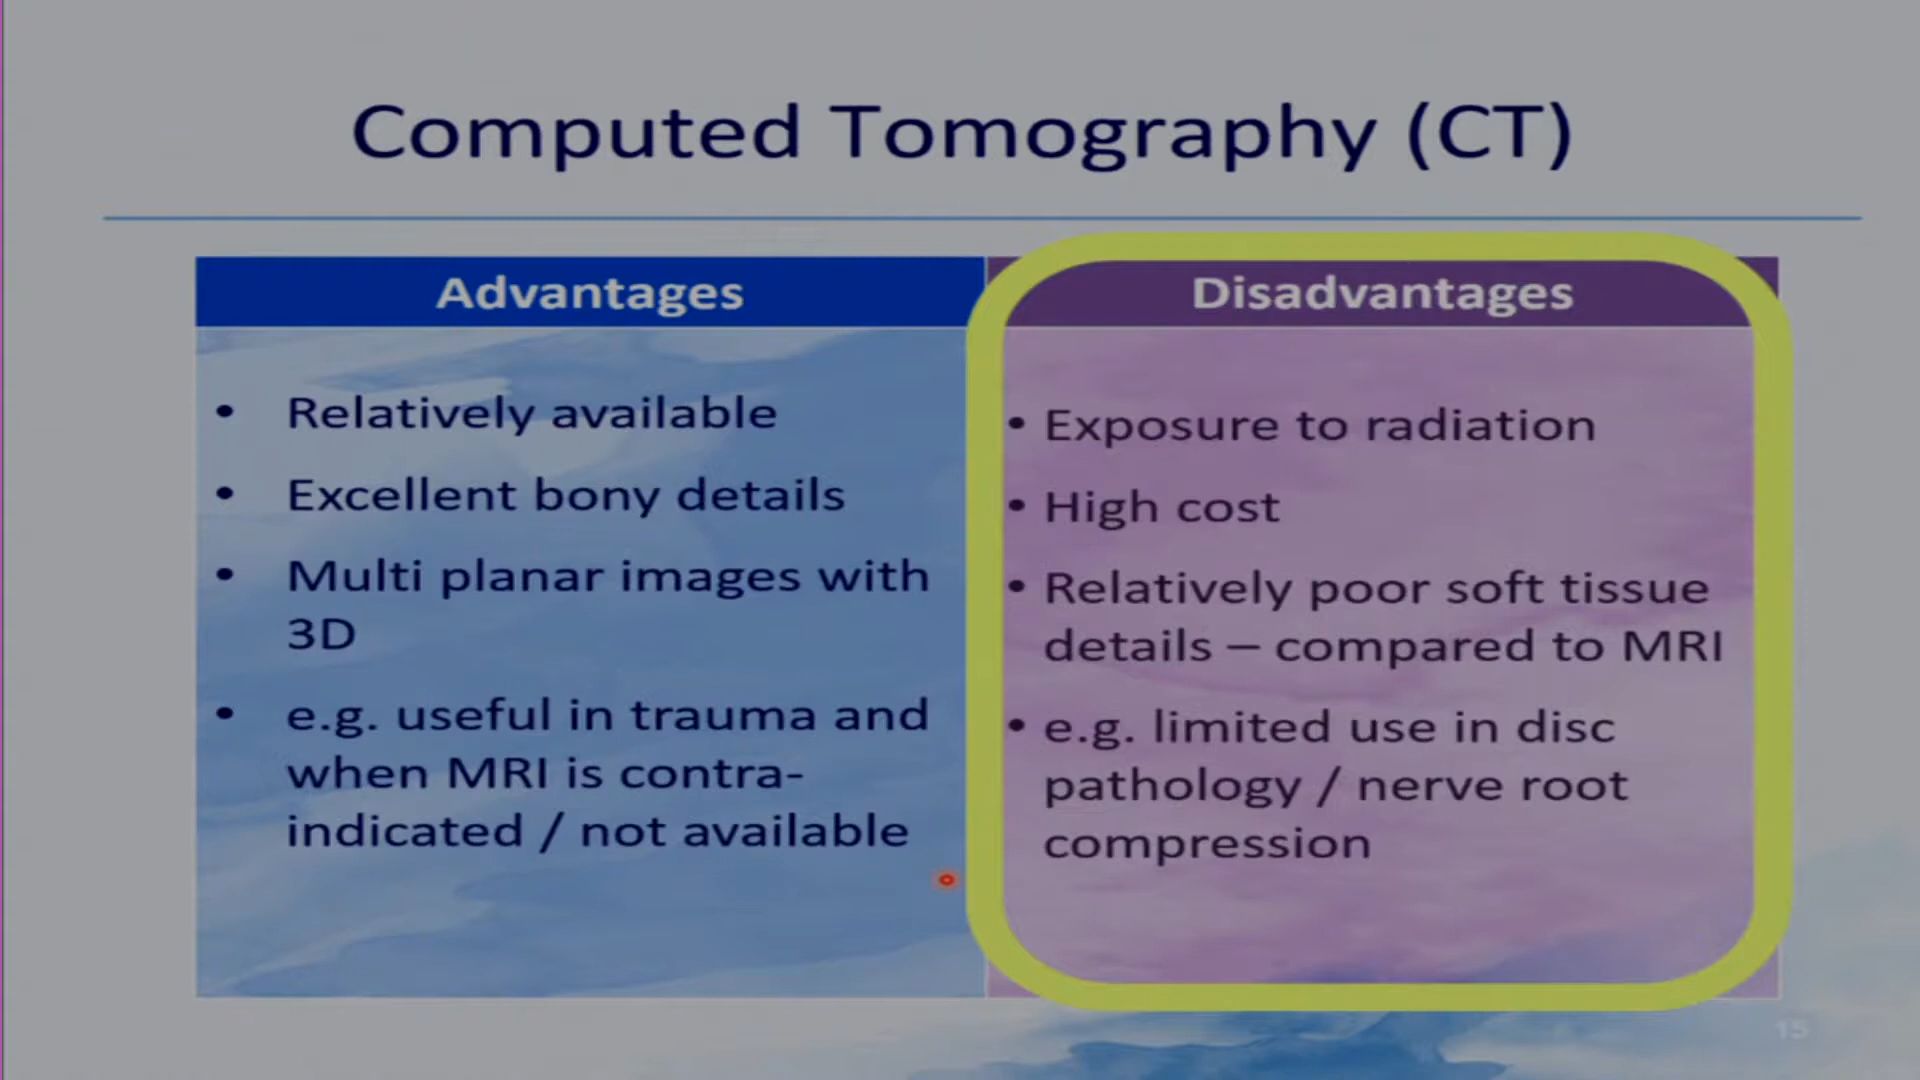 Computed Tomography (CT)
Advantages
• Relatively available
• Excellent bony details
• Multi planar images with
3D
• e.g. useful in trauma and
when MRI is contra-
indicated / not available
Disadvantages
• Exposure to radiation
• High cost
• Relatively poor soft tissue
details – compared to MRI
• e.g. limited use in disc
pathology / nerve root
compression
15